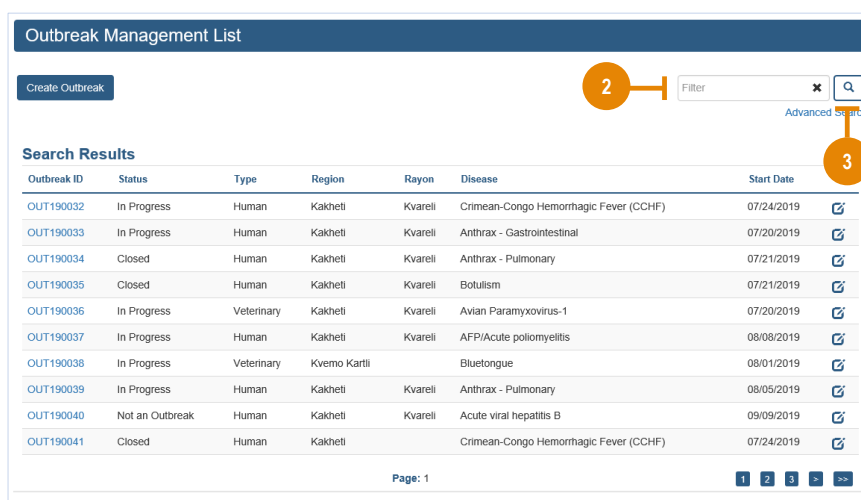 Outbreak Management List
Create Outbreak
2
Filter
Advanced Searc
3
Search Results
Outbreak ID Status Type Region Rayon Disease Start Date
OUT190032 In Progress Human Kakheti Kvareli Crimean-Congo Hemorrhagic Fever (CCHF) 07/24/2019
OUT190033 In Progress Human Kakheti Kvareli Anthrax - Gastrointestinal 07/20/2019
OUT190034 Closed Human Kakheti Kvareli Anthrax - Pulmonary 07/21/2019
OUT190035 Closed Human Kakheti Kvareli Botulism 07/21/2019
OUT190036 In Progress Veterinary Kakheti Kvareli Avian Paramyxovirus-1 07/20/2019
OUT190037 In Progress Human Kakheti Kvareli AFP/Acute poliomyelitis 08/08/2019
OUT190038 In Progress Veterinary Kvemo Kartli Bluetongue 08/01/2019
OUT190039 In Progress Human Kakheti Kvareli Anthrax - Pulmonary 08/05/2019
OUT190040 Not an Outbreak Human Kakheti Kvareli Acute viral hepatitis B 09/09/2019
OUT190041 Closed Human Kakheti Crimean-Congo Hemorrhagic Fever (CCHF) 07/24/2019
Page: 1 1 2 3 > >>